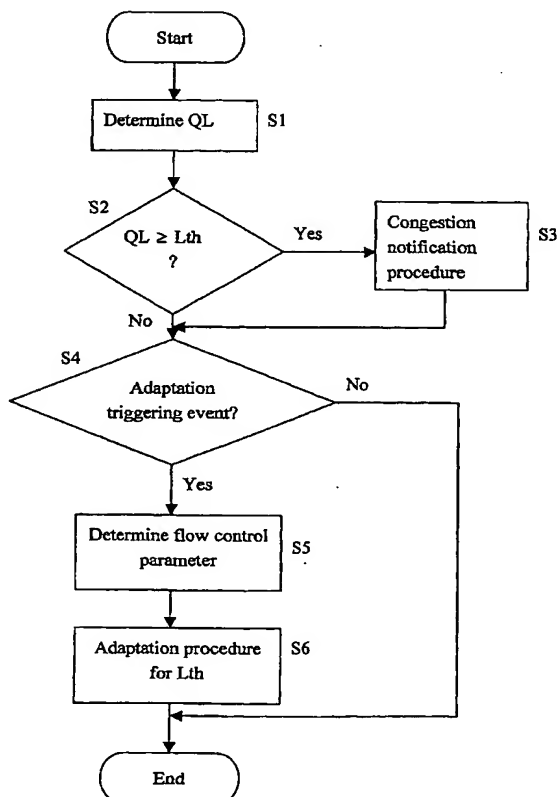 Start
Determine QL
S1
S2
QL ≥ Lth
?
Yes
Congestion
notification
procedure
S3
No
S4
Adaptation
triggering event?
No
Yes
Determine flow control
parameter
S5
Adaptation procedure
for Lth
S6
End